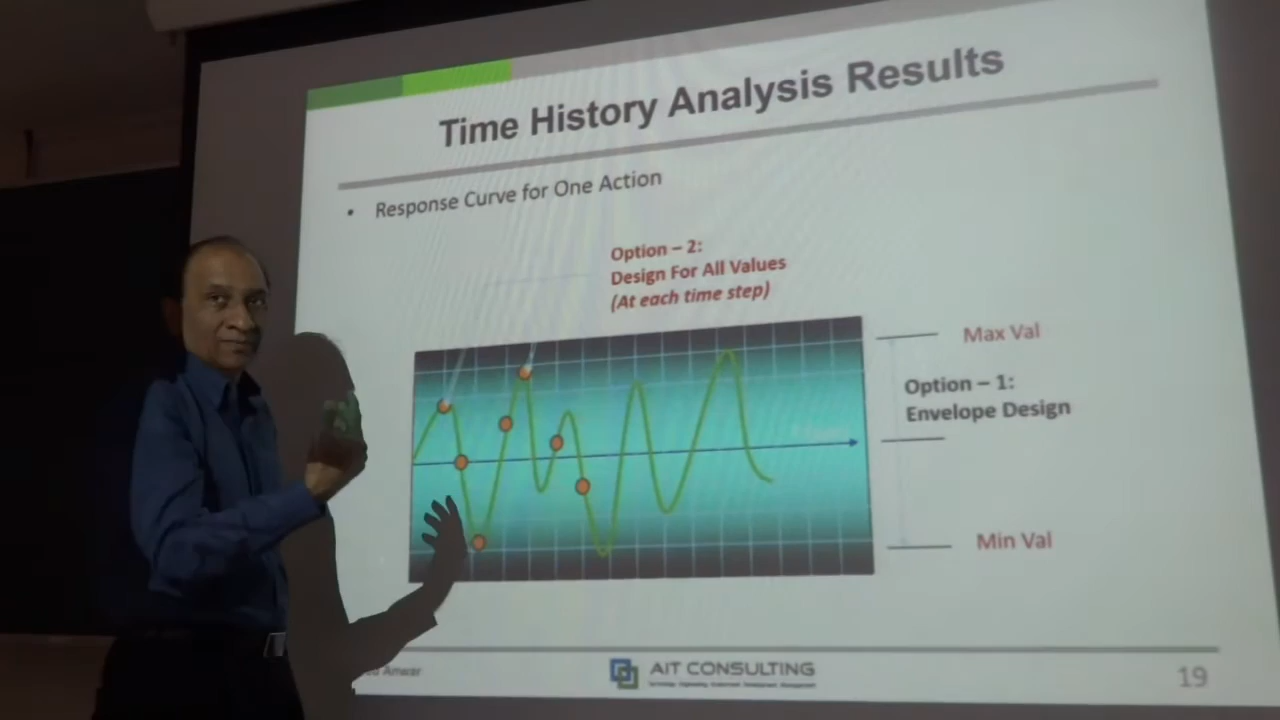 Time History Analysis Results
• Response Curve for One Action
Option – 2:
Design For All Values
(At each time step)
Max Val
Option – 1:
Envelope Design
Min Val
Anwar
AIT CONSULTING
19